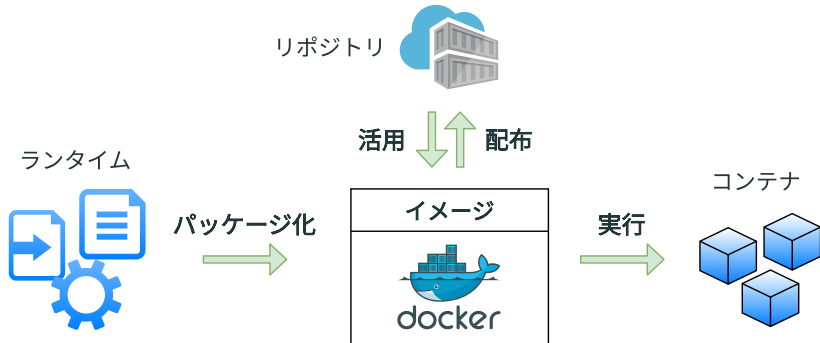 リポジトリ
活用
配布
ランタイム
パッケージ化
イメージ
docker
実行
コンテナ